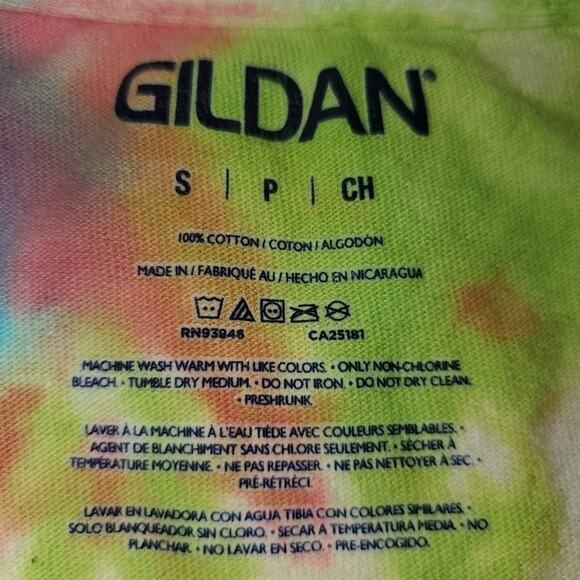 GILDAN®
S | P | CH
100% COTTON / COTON / ALGODÓN
MADE IN / FABRIQUÉ AU / HECHO EN NICARAGUA
RN93846 CA25181
MACHINE WASH WARM WITH LIKE COLORS. • ONLY NON-CHLORINE
BLEACH. • TUMBLE DRY MEDIUM. • DO NOT IRON. • DO NOT DRY CLEAN.
• PRESHRUNK
LAVER À LA MACHINE À L'EAU TIÈDE AVEC COULEURS SEMBLABLES. •
AGENT DE BLANCHIMENT SANS CHLORE SEULEMENT. • SÉCHER À
TEMPÉRATURE MOYENNE. • NE PAS REPASSER. • NE PAS NETTOYER À SEC. •
PRÉ-RÉTRÉCI.
LAVAR EN LAVADORA CON AGUA TIBIA CON COLORES SIMILARES. •
SOLO BLANQUEADOR SIN CLORO. • SECAR A TEMPERATURA MEDIA. • NO
PLANCHAR. • NO LAVAR EN SECO. • PRE-ENCOGIDO.